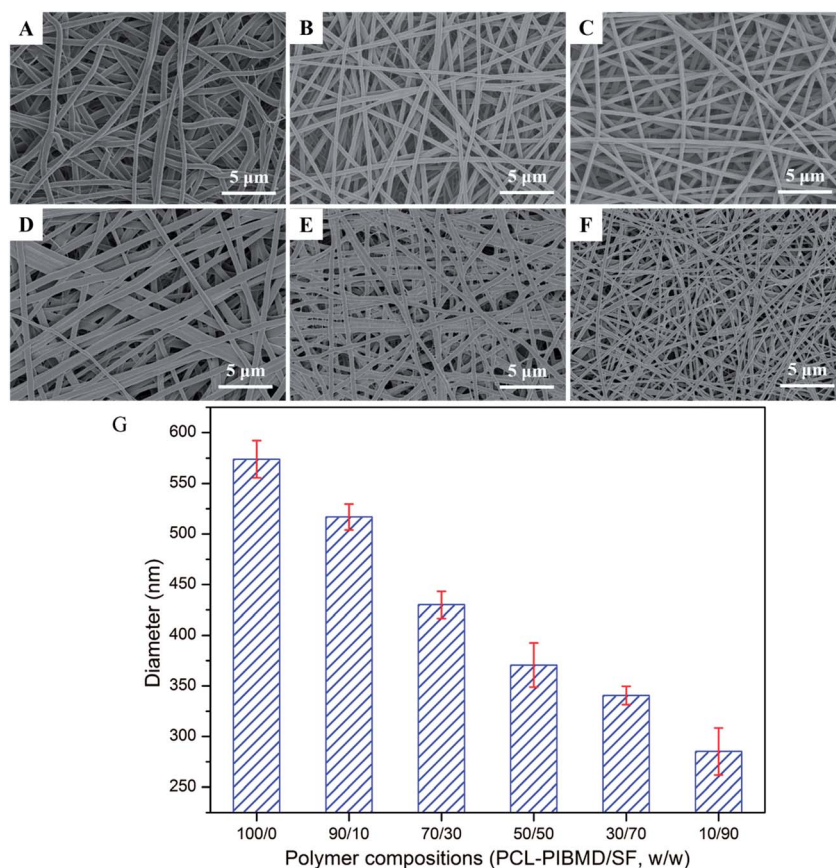 A
5 µm
B
5 µm
C
5 µm
D
5 µm
E
5 µm
F
5 µm
G
600
550
500
450
400
350
300
250
Diameter (nm)
100/0 90/10 70/30 50/50 30/70 10/90
Polymer compositions (PCL-PIBMD/SF, w/w)